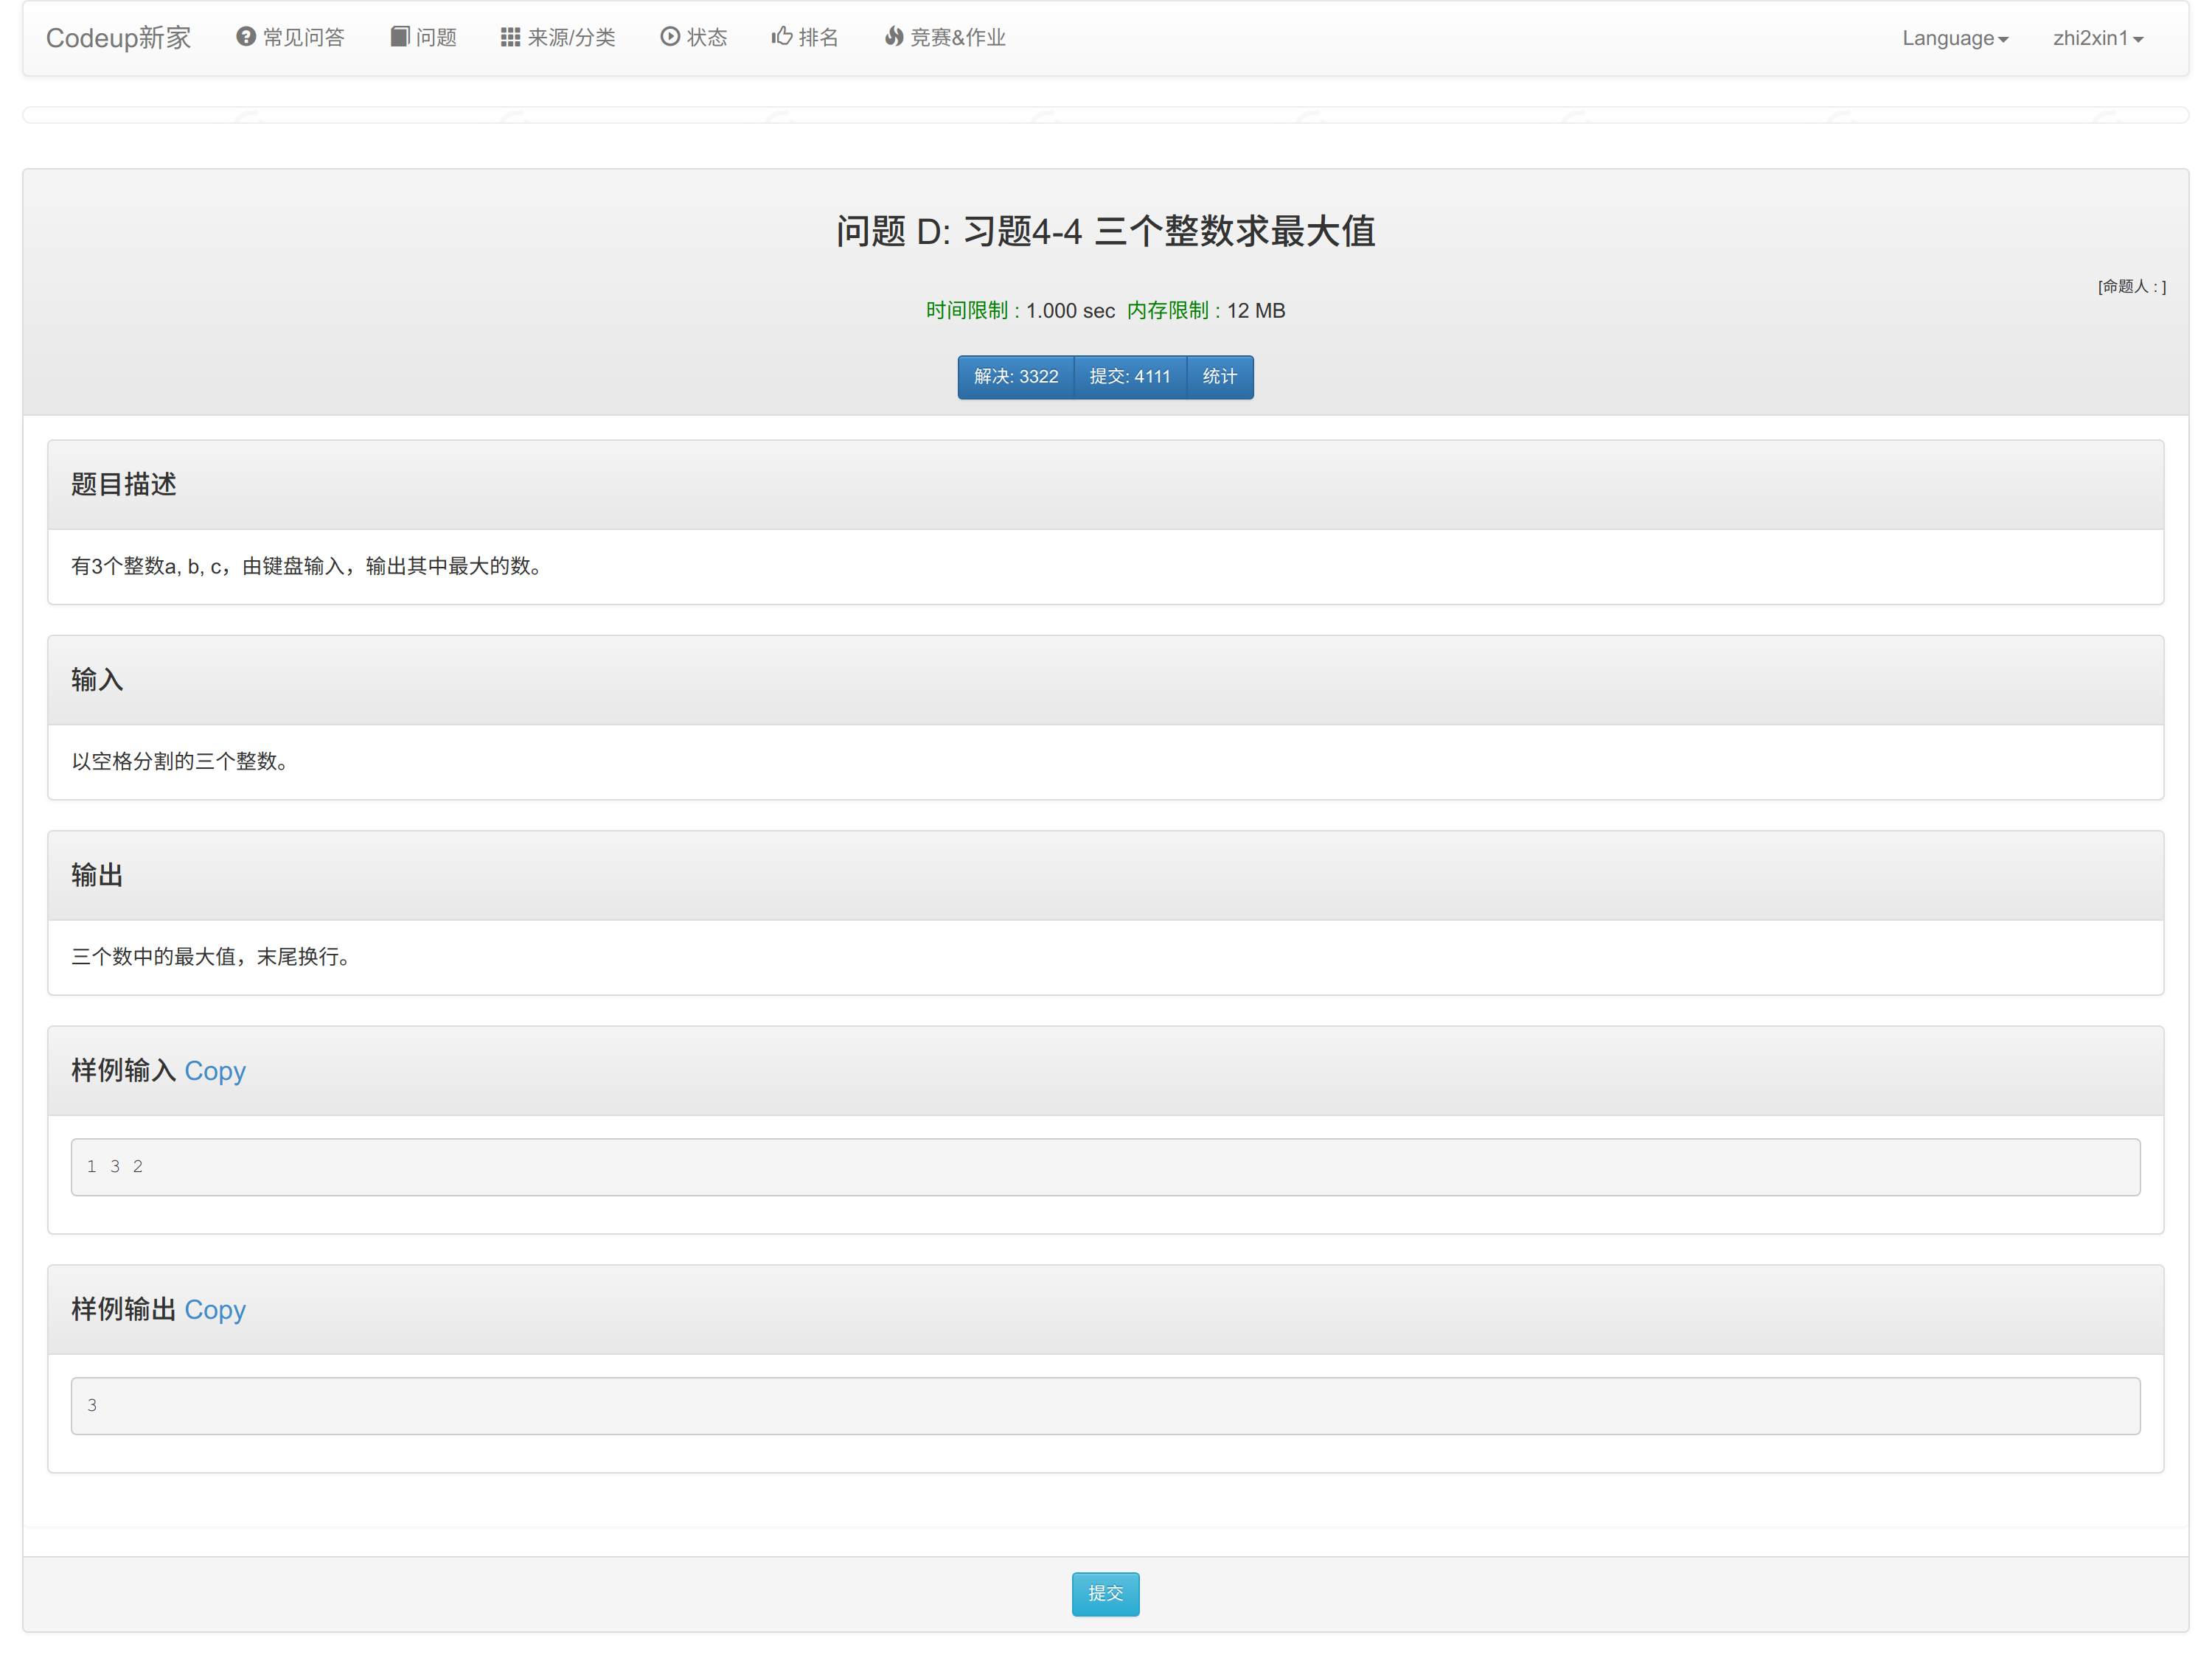 Codeup新家 常见问答 问题 来源/分类 状态 排名 竞赛&作业 Language zhi2xin1
问题 D: 习题4-4 三个整数求最大值
[命题人 : ]
时间限制 : 1.000 sec 内存限制 : 12 MB
解决: 3322 提交: 4111 统计
题目描述
有3个整数a, b, c，由键盘输入，输出其中最大的数。
输入
以空格分割的三个整数。
输出
三个数中的最大值，末尾换行。
样例输入 Copy
1 3 2
样例输出 Copy
3
提交